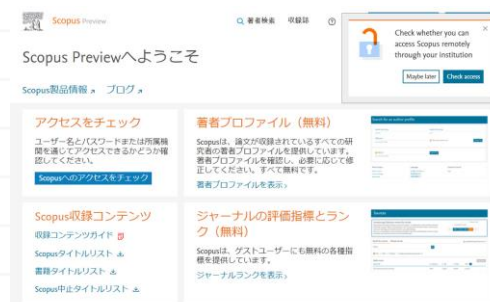 Scopus Preview
著者検索 収録誌
Check whether you can
access Scopus remotely
through your institution
Maybe later
Check access
Scopus Previewへようこそ
Scopus製品情報
ブログ
アクセスをチェック
ユーザー名とパスワードまたは所属機
関を通じてアクセスできるかどうか確
認してください。
Scopusへのアクセスをチェック
著者プロファイル（無料）
Scopusは、論文が収録されているすべての研
究者の著者プロファイルを提供しています。
著者プロファイルを確認し、必要に応じて修
正してください。すべて無料です。
著者プロファイルを表示›
Scopus収録コンテンツ
収録コンテンツガイド
Scopusタイトルリスト
書籍タイトルリスト
Scopus中止タイトルリスト
ジャーナルの評価指標とラン
ク（無料）
Scopusは、ゲストユーザーにも無料の各種指
標を提供しています。
ジャーナルランクを表示›